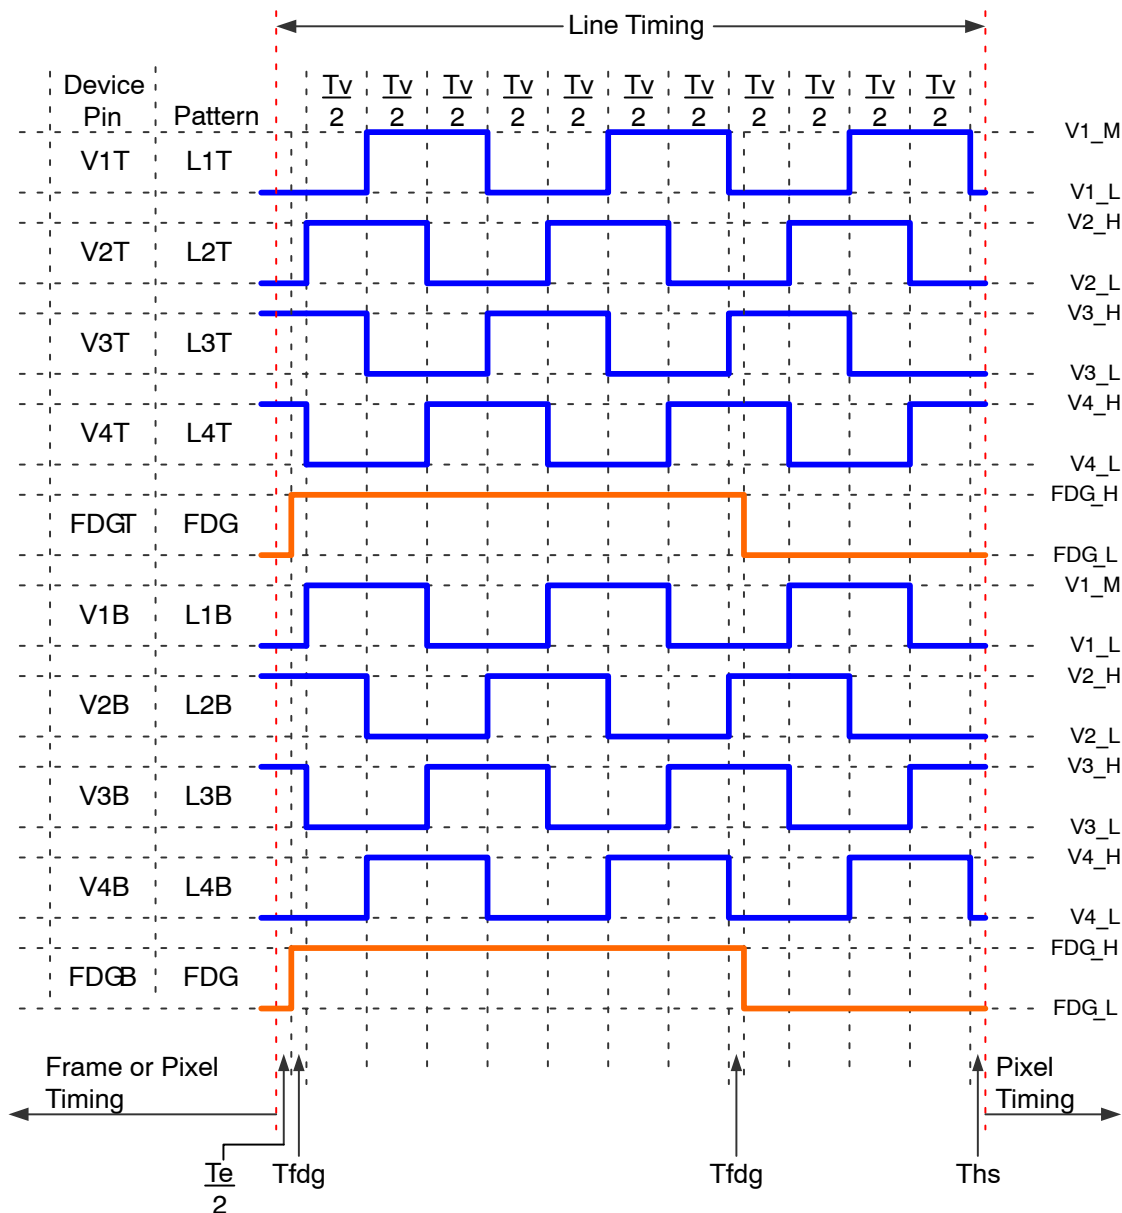 Line Timing
Device
Pin
Pattern
Tv Tv Tv Tv Tv Tv Tv Tv Tv Tv Tv
2 2 2 2 2 2 2 2 2 2 2
V1T L1T V1_M
V1_L
V2T L2T V2_H
V2_L
V3T L3T V3_H
V3_L
V4T L4T V4_H
V4_L
FDGT FDG FDG_H
FDG_L
V1B L1B V1_M
V1_L
V2B L2B V2_H
V2_L
V3B L3B V3_H
V3_L
V4B L4B V4_H
V4_L
FDGB FDG FDG_H
FDG_L
Frame or Pixel
Timing
Pixel
Timing
Te
2
Tfdg
Tfdg
Ths